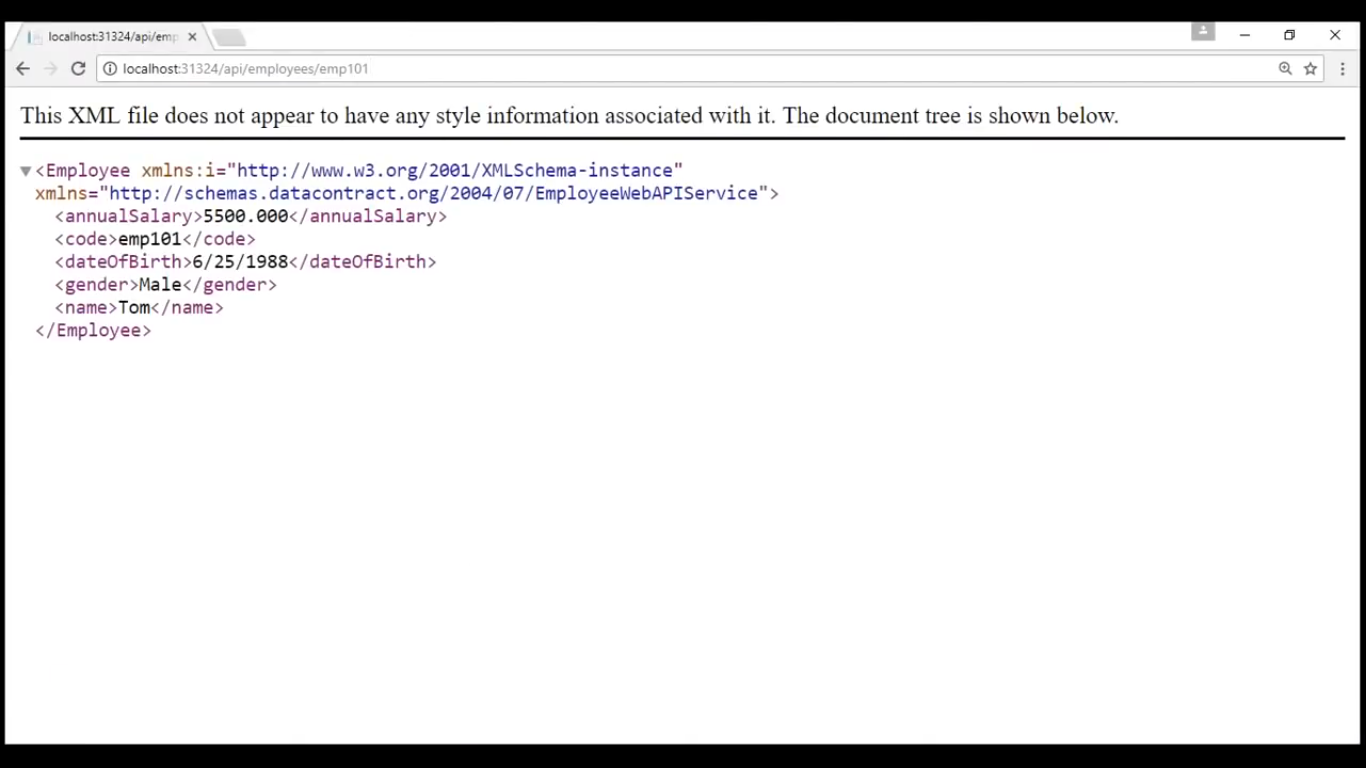 localhost:31324/api/emp
localhost:31324/api/employees/emp101
This XML file does not appear to have any style information associated with it. The document tree is shown below.
<Employee xmlns:i="http://www.w3.org/2001/XMLSchema-instance"
xmlns="http://schemas.datacontract.org/2004/07/EmployeeWebAPIService">
<annualSalary>5500.000</annualSalary>
<code>emp101</code>
<dateOfBirth>6/25/1988</dateOfBirth>
<gender>Male</gender>
<name>Tom</name>
</Employee>